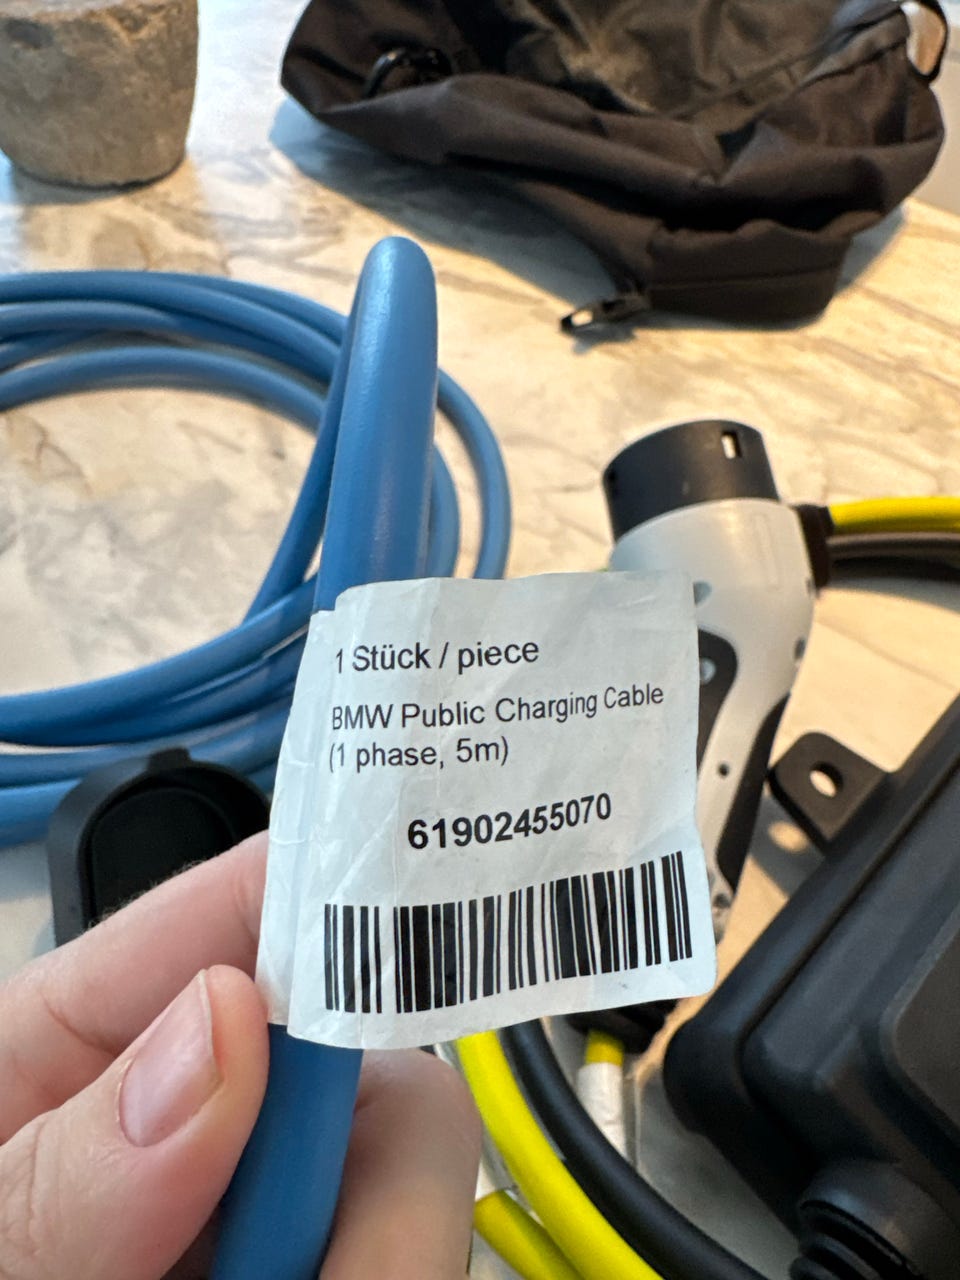 1 Stück / piece
BMW Public Charging Cable
(1 phase, 5m)
61902455070